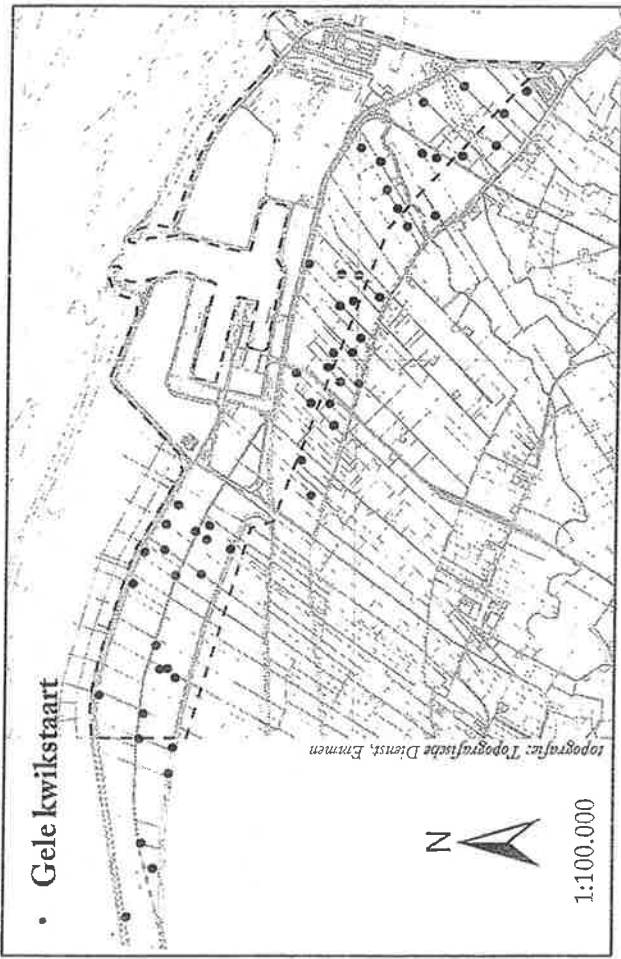 • Gele kwikstaart
topografie: Topografische Dienst, Emmen
N
1:100.000